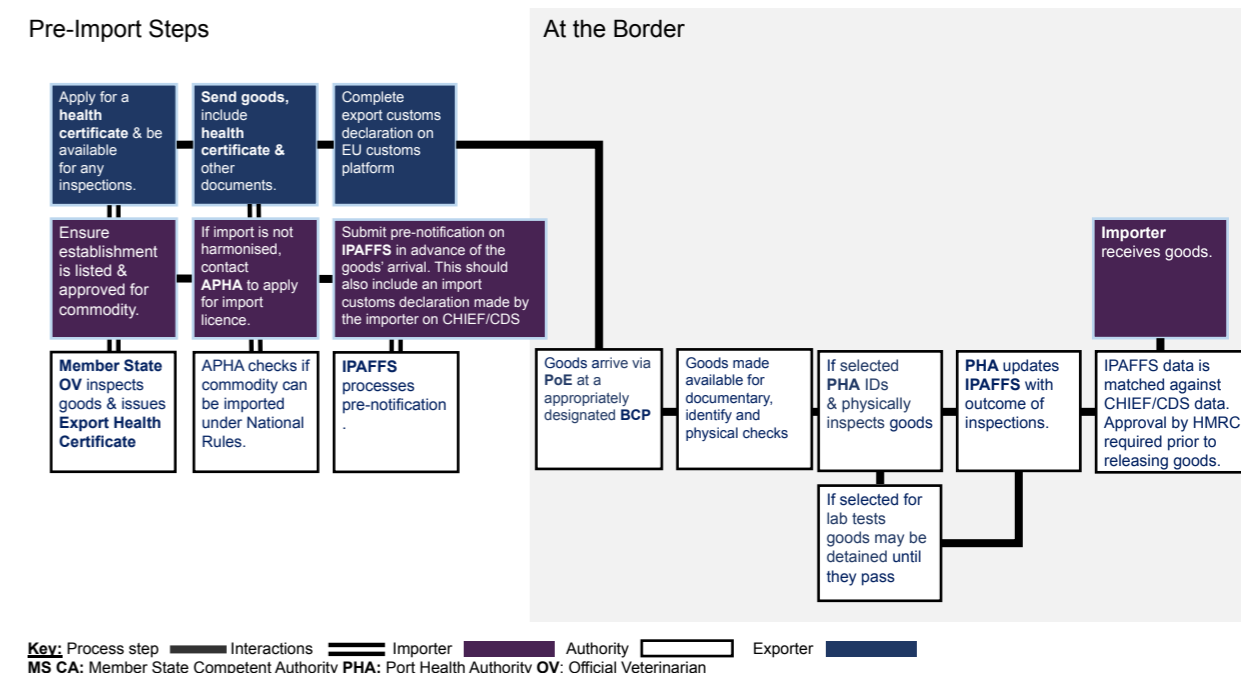 Pre-Import Steps
At the Border
Apply for a
health
certificate & be
available
for any
inspections.
Send goods,
include
health
certificate &
other
documents.
Complete
export customs
declaration on
EU customs
platform
Ensure
establishment
is listed &
approved for
commodity.
If import is not
harmonised,
contact
APHA to apply
for import
licence.
Submit pre-notification on
IPAFFS in advance of the
goods' arrival. This should
also include an import
customs declaration made by
the importer on CHIEF/CDS
Importer
receives goods.
Member State
OV inspects
goods & issues
Export Health
Certificate
APHA checks if
commodity can
be imported
under National
Rules.
IPAFFS
processes
pre-notification
.
Goods arrive via
PoE at a
appropriately
designated BCP
Goods made
available for
documentary,
identify and
physical checks
If selected
PHA IDs
& physically
inspects goods
PHA updates
IPAFFS with
outcome of
inspections.
IPAFFS data is
matched against
CHIEF/CDS data.
Approval by HMRC
required prior to
releasing goods.
If selected for
lab tests
goods may be
detained until
they pass
Key: Process step Interactions Importer Authority Exporter
MS CA: Member State Competent Authority PHA: Port Health Authority OV: Official Veterinarian